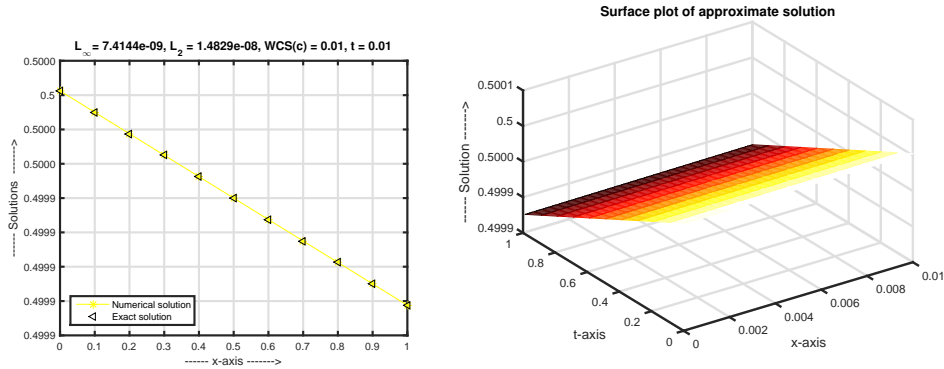 L∞= 7.4144e-09, L2 = 1.4829e-08, WCS(c) = 0.01, t = 0.01
0.5000
0.5
0.5000
0.5000
0.4999
0.4999
0.4999
0.4999
0.4999
------ Solutions ------->
Numerical solution
Exact solution
0 0.1 0.2 0.3 0.4 0.5 0.6 0.7 0.8 0.9 1
------ x-axis ------->
Surface plot of approximate solution
0.5001
0.5
0.5000
0.4999
0.4999
------ Solution ------->
1
0.8
0.6
0.4
0.2
0
t-axis
0
0.002
0.004
0.006
0.008
0.01
x-axis